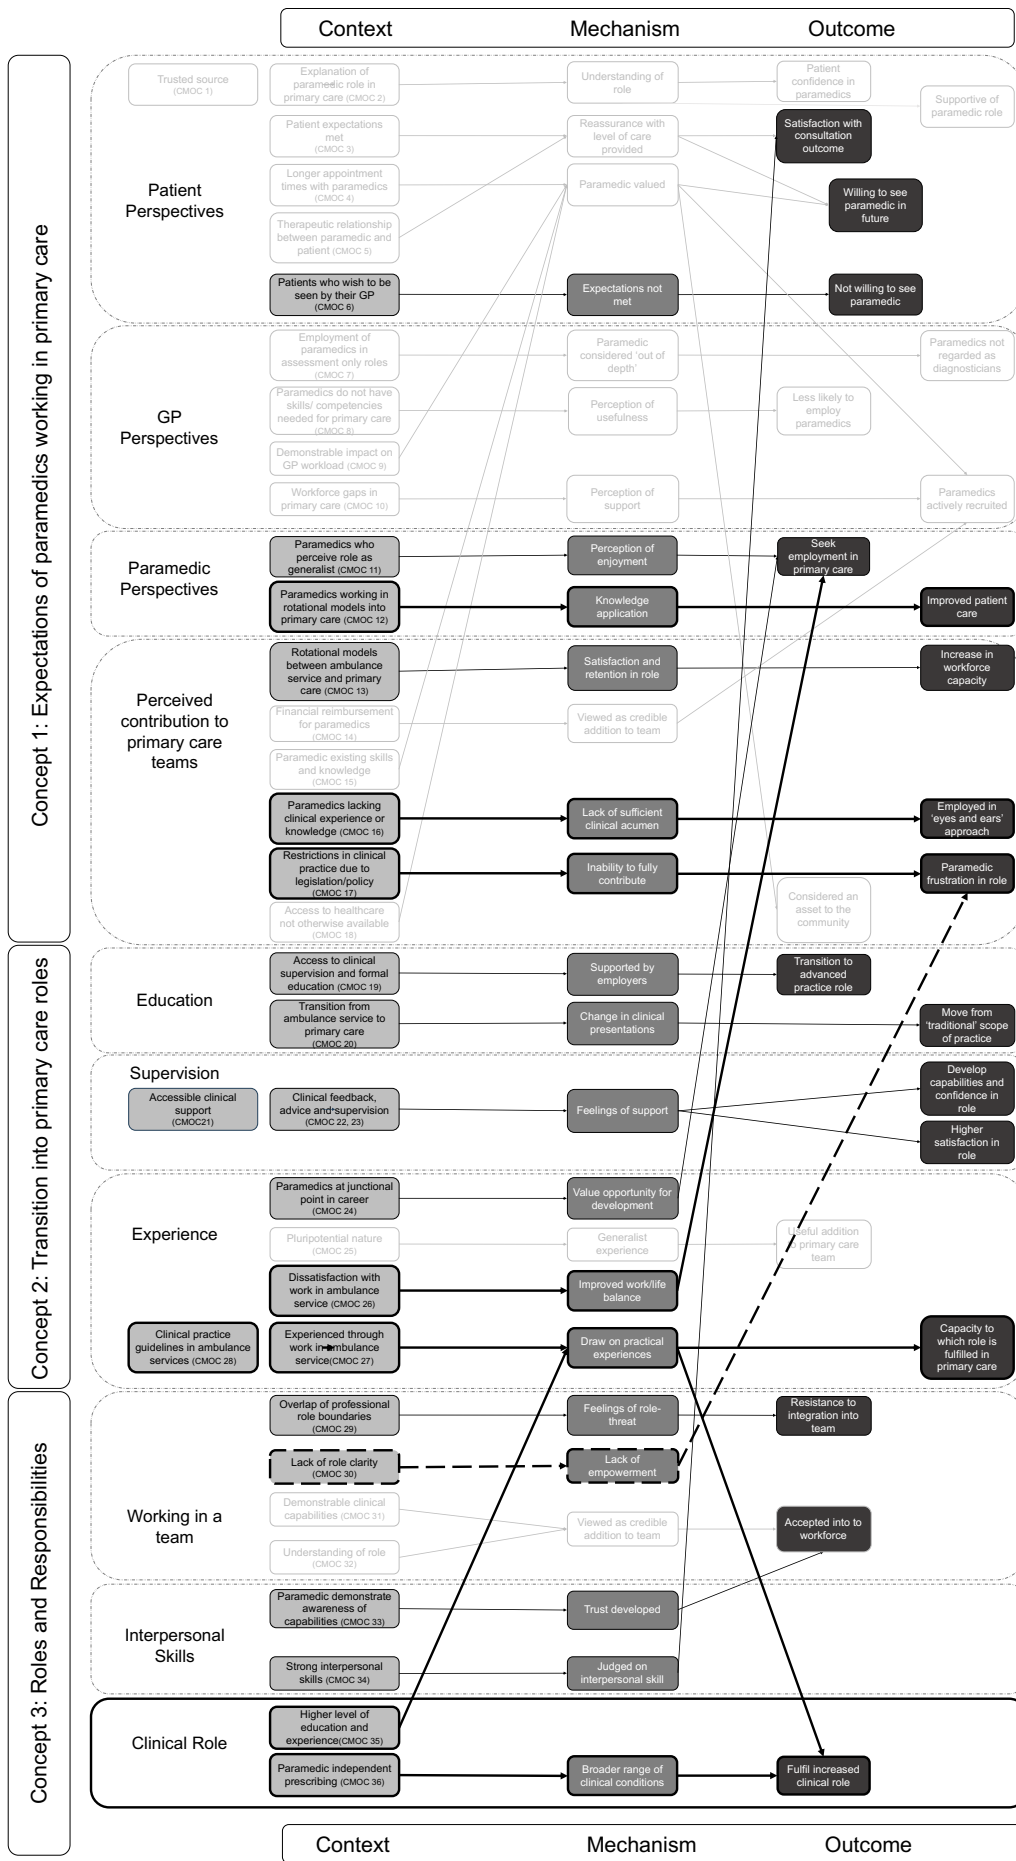 Context Mechanism Outcome
Concept 1: Expectations of paramedics working in primary care
Patient
Perspectives
Trusted source
(CMOC 1)
Explanation of
paramedic role in
primary care (CMOC 2)
Understanding of
role
Patient
confidence in
paramedics
Supportive of
paramedic role
Patient expectations
met
(CMOC 3)
Reassurance with
level of care
provided
Satisfaction with
consultation
outcome
Longer appointment
times with paramedics
(CMOC 4)
Paramedic valued
Willing to see
paramedic in
future
Therapeutic relationship
between paramedic and
patient (CMOC 5)
Patients who wish to be
seen by their GP
(CMOC 6)
Expectations not
met
Not willing to see
paramedic
GP
Perspectives
Employment of
paramedics in
assessment only roles
(CMOC 7)
Paramedic
considered ‘out of
depth’
Paramedics not
regarded as
diagnosticians
Paramedics do not have
skills/ competencies
needed for primary care
(CMOC 8)
Perception of
usefulness
Less likely to
employ
paramedics
Demonstrable impact on
GP workload (CMOC 9)
Workforce gaps in
primary care (CMOC 10)
Perception of
support
Paramedics
actively recruited
Paramedic
Perspectives
Paramedics who
perceive role as
generalist (CMOC 11)
Perception of
enjoyment
Seek
employment in
primary care
Paramedics working in
rotational models into
primary care (CMOC 12)
Knowledge
application
Improved patient
care
Perceived
contribution to
primary care
teams
Rotational models
between ambulance
service and primary
care (CMOC 13)
Satisfaction and
retention in role
Increase in
workforce
capacity
Financial reimbursement
for paramedics
(CMOC 14)
Viewed as credible
addition to team
Paramedic existing skills
and knowledge
(CMOC 15)
Paramedics lacking
clinical experience or
knowledge (CMOC 16)
Lack of sufficient
clinical acumen
Employed in
‘eyes and ears’
approach
Restrictions in clinical
practice due to
legislation/policy
(CMOC 17)
Inability to fully
contribute
Paramedic
frustration in role
Access to healthcare
not otherwise available
(CMOC 18)
Considered an
asset to the
community
Concept 2: Transition into primary care roles
Education
Access to clinical
supervision and formal
education (CMOC 19)
Supported by
employers
Transition to
advanced
practice role
Transition from
ambulance service to
primary care
(CMOC 20)
Change in clinical
presentations
Move from
‘traditional’ scope
of practice
Supervision
Accessible clinical
support
(CMOC21)
Clinical feedback,
advice and supervision
(CMOC 22, 23)
Feelings of support
Develop
capabilities and
confidence in
role
Higher
satisfaction in
role
Experience
Paramedics at junctional
point in career
(CMOC 24)
Value opportunity for
development
Pluripotential nature
(CMOC 25)
Generalist
experience
Useful addition
to primary care
team
Dissatisfaction with
work in ambulance
service (CMOC 26)
Improved work/life
balance
Clinical practice
guidelines in ambulance
services (CMOC 28)
Experienced through
work in ambulance
service(CMOC 27)
Draw on practical
experiences
Capacity to
which role is
fulfilled in
primary care
Concept 3: Roles and Responsibilities
Working in a
team
Overlap of professional
role boundaries
(CMOC 29)
Feelings of role-
threat
Resistance to
integration into
team
Lack of role clarity
(CMOC 30)
Lack of
empowerment
Demonstrable clinical
capabilities (CMOC 31)
Viewed as credible
addition to team
Accepted into to
workforce
Understanding of role
(CMOC 32)
Interpersonal
Skills
Paramedic demonstrate
awareness of
capabilities (CMOC 33)
Trust developed
Strong interpersonal
skills (CMOC 34)
Judged on
interpersonal skill
Clinical Role
Higher level of
education and
experience(CMOC 35)
Paramedic independent
prescribing (CMOC 36)
Broader range of
clinical conditions
Fulfil increased
clinical role
Context Mechanism Outcome